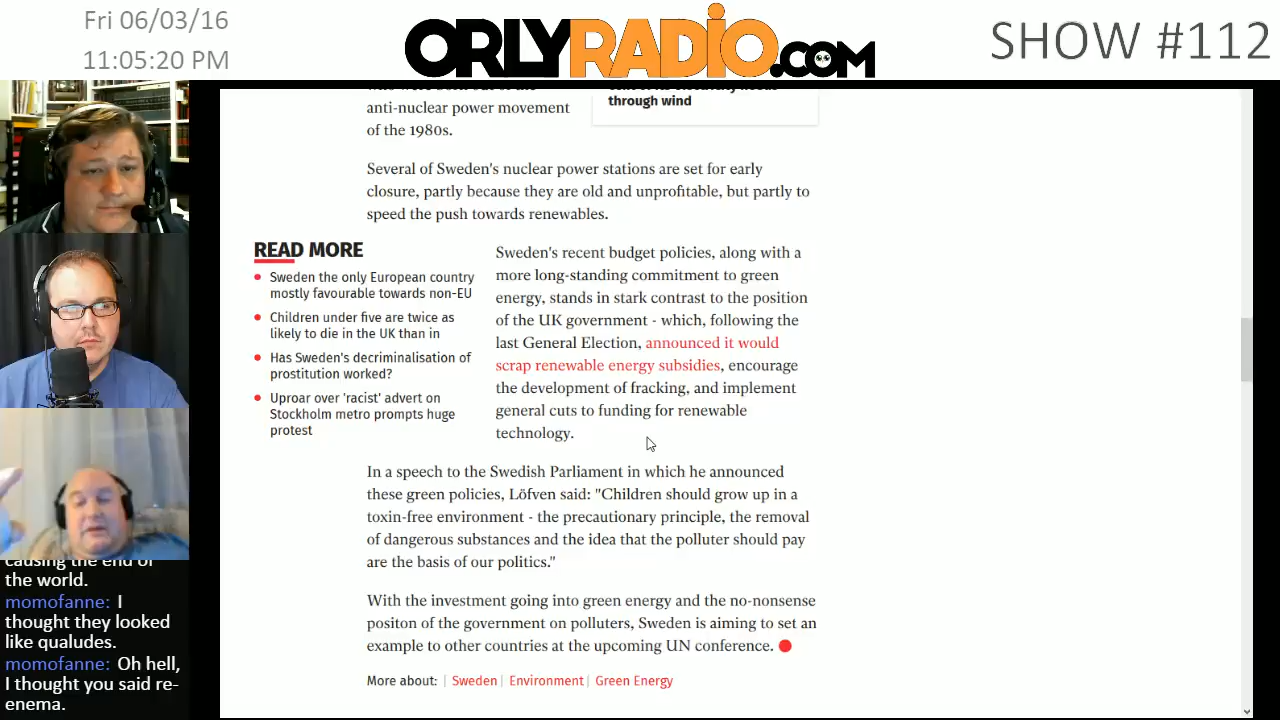 Fri 06/03/16
11:05:20 PM
ORLYRADIO.COM
SHOW #112
through wind
anti-nuclear power movement
of the 1980s.
Several of Sweden's nuclear power stations are set for early
closure, partly because they are old and unprofitable, but partly to
speed the push towards renewables.
READ MORE
Sweden the only European country
mostly favourable towards non-EU
Children under five are twice as
likely to die in the UK than in
Has Sweden's decriminalisation of
prostitution worked?
Uproar over 'racist' advert on
Stockholm metro prompts huge
protest
Sweden's recent budget policies, along with a
more long-standing commitment to green
energy, stands in stark contrast to the position
of the UK government - which, following the
last General Election, announced it would
scrap renewable energy subsidies, encourage
the development of fracking, and implement
general cuts to funding for renewable
technology.
In a speech to the Swedish Parliament in which he announced
these green policies, Löfven said: "Children should grow up in a
toxin-free environment - the precautionary principle, the removal
of dangerous substances and the idea that the polluter should pay
are the basis of our politics."
With the investment going into green energy and the no-nonsense
positon of the government on polluters, Sweden is aiming to set an
example to other countries at the upcoming UN conference.
More about: | Sweden | Environment | Green Energy
causing the end of
the world.
momofanne: I
thought they looked
like qualudes.
momofanne: Oh hell,
I thought you said re-
enema.